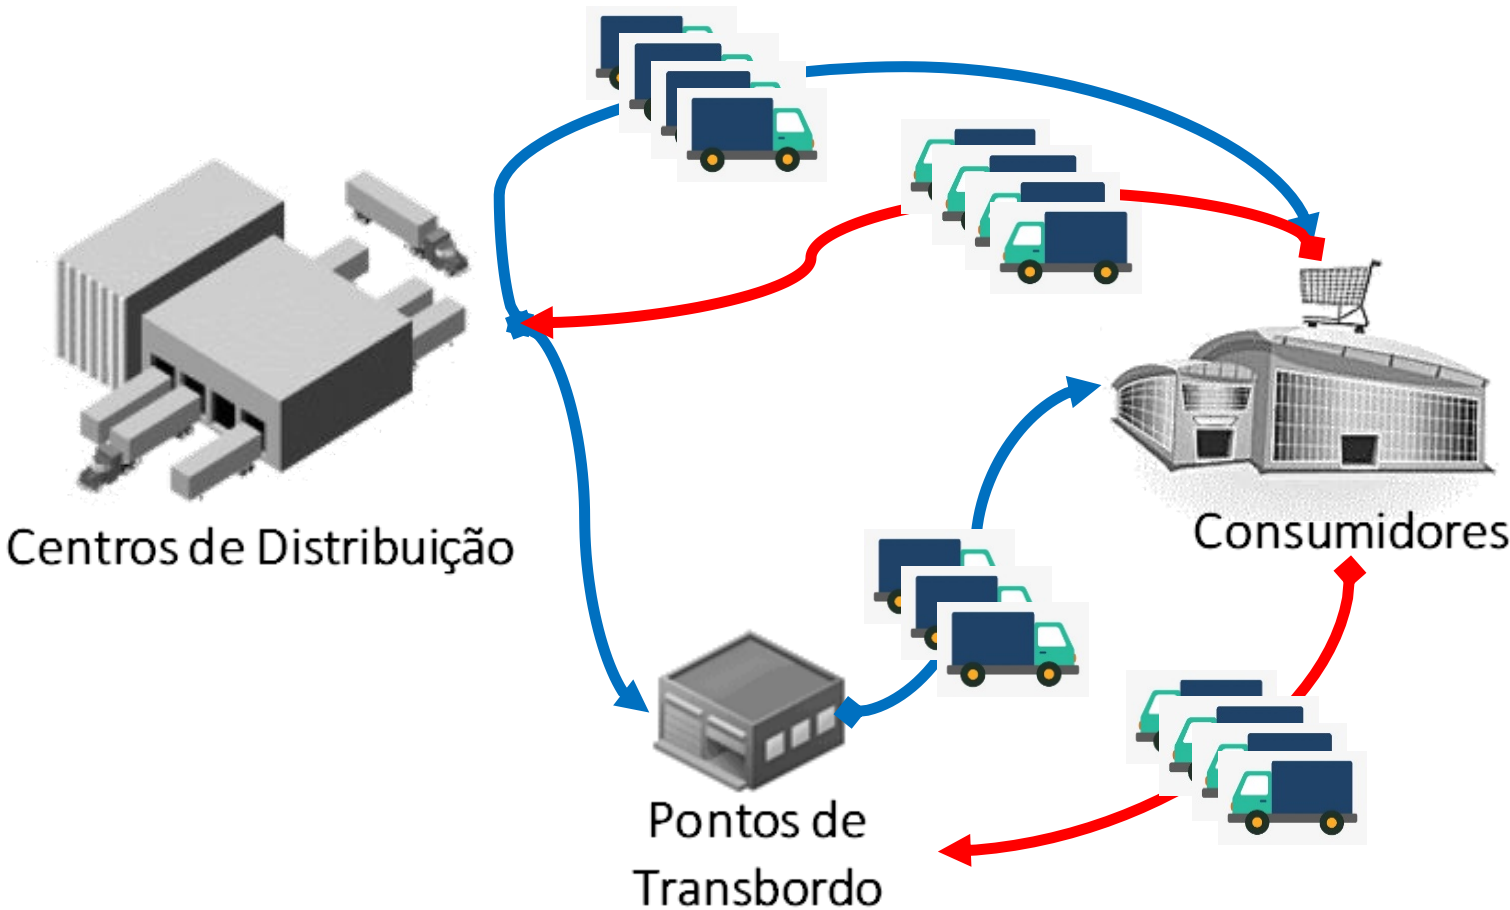 Centros de Distribuição
Consumidores
Pontos de
Transbordo